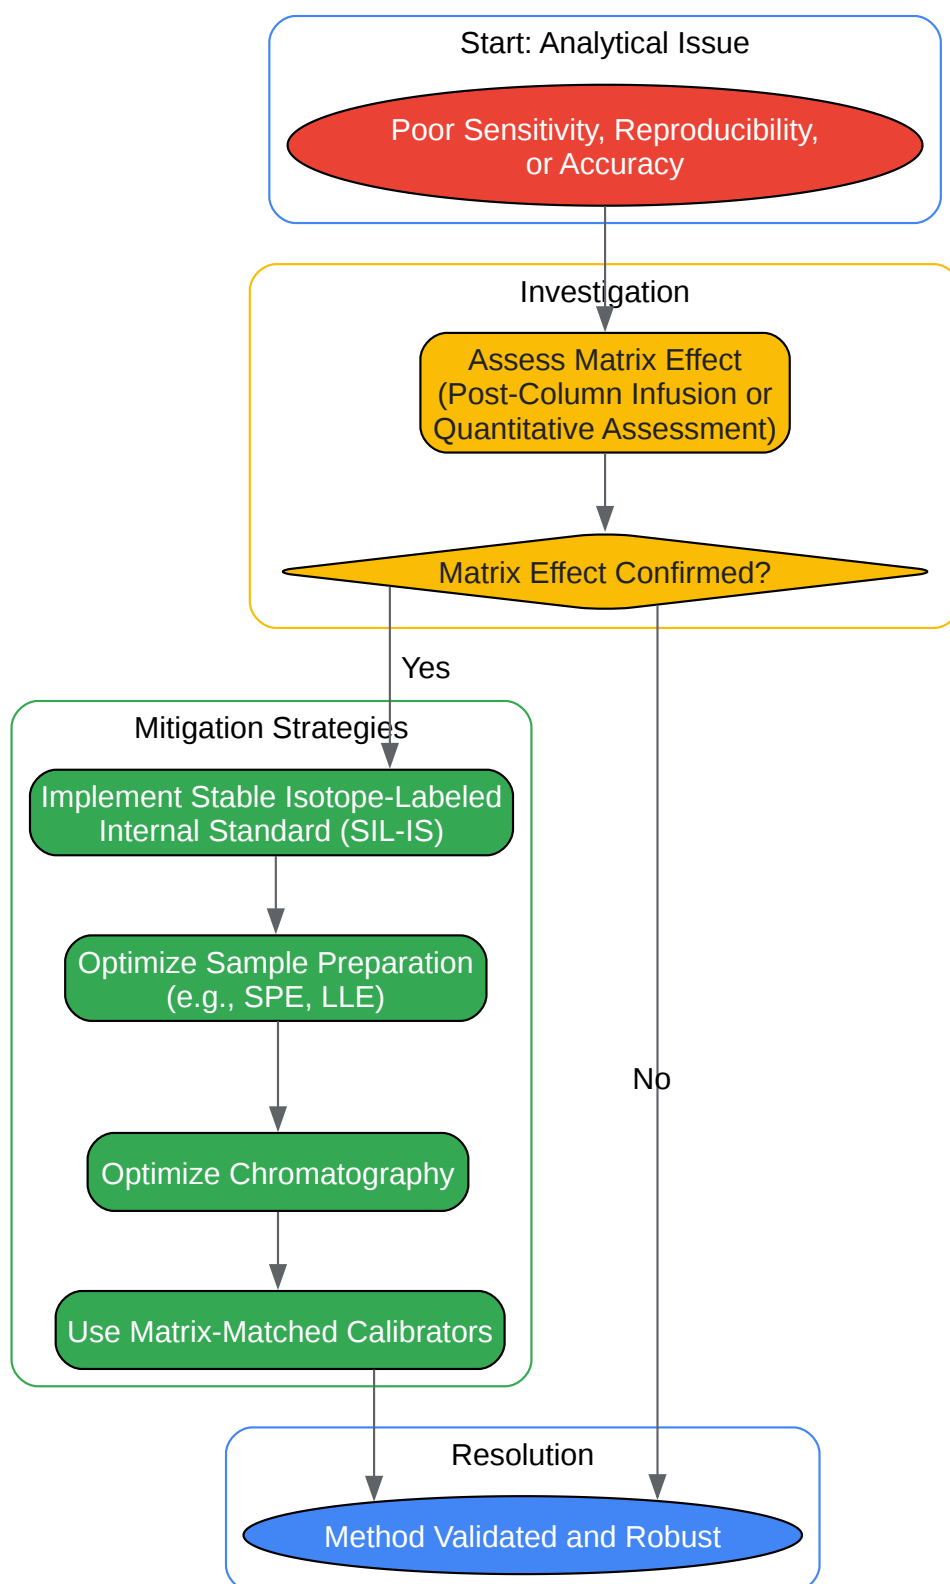 Start: Analytical Issue
Poor Sensitivity, Reproducibility,
or Accuracy
Investigation
Assess Matrix Effect
(Post-Column Infusion or
Quantitative Assessment)
Matrix Effect Confirmed?
Yes
Mitigation Strategies
Implement Stable Isotope-Labeled
Internal Standard (SIL-IS)
Optimize Sample Preparation
(e.g., SPE, LLE)
No
Optimize Chromatography
Use Matrix-Matched Calibrators
Resolution
Method Validated and Robust